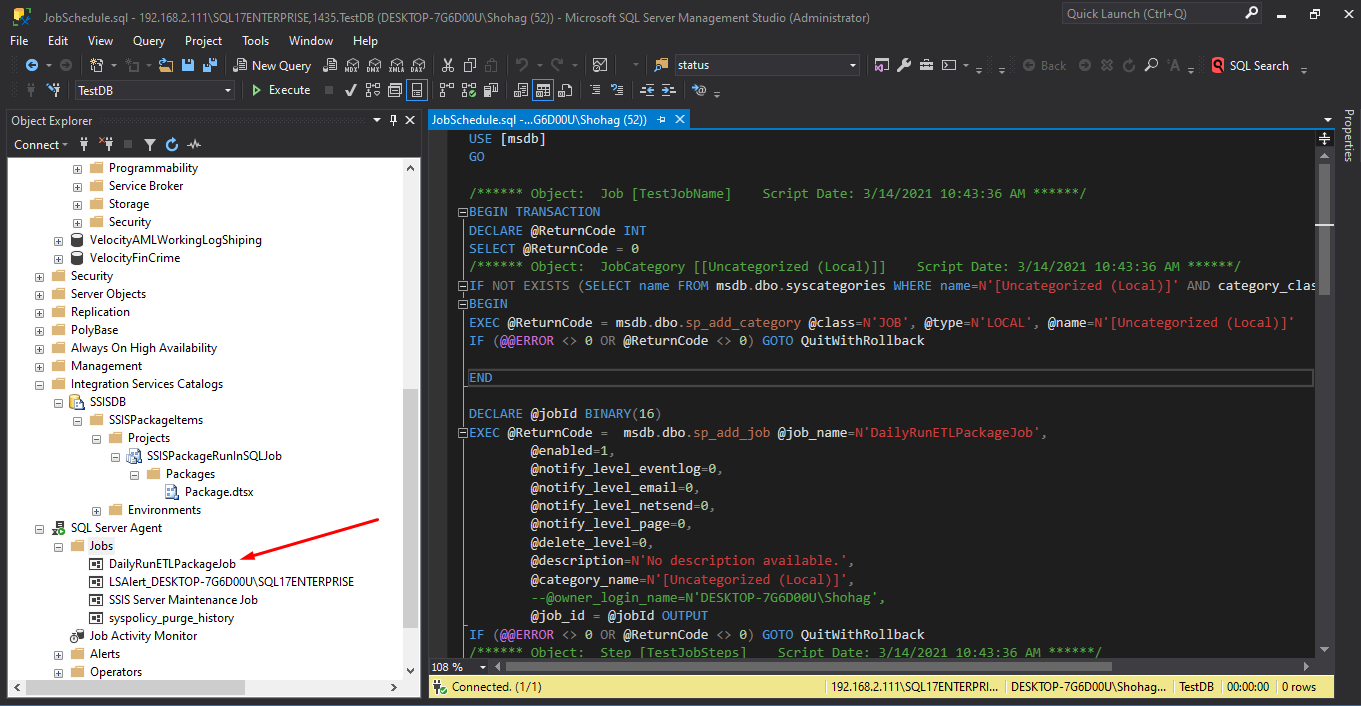 JobSchedule.sql - 192.168.2.111\SQL17ENTERPRISE,1435.TestDB (DESKTOP-7G6D00U\Shohag (52)) - Microsoft SQL Server Management Studio (Administrator)
Quick Launch (Ctrl+Q)
File Edit View Query Project Tools Window Help
New Query MDX DMX XMLA DAX status Back SQL Search
TestDB Execute
Object Explorer
Connect
Programmability
Service Broker
Storage
Security
VelocityAMLWorkingLogShiping
VelocityFinCrime
Security
Server Objects
Replication
PolyBase
Always On High Availability
Management
Integration Services Catalogs
SSISDB
SSISPackageItems
Projects
SSISPackageRunInSQLJob
Packages
Package.dtsx
Environments
SQL Server Agent
Jobs
DailyRunETLPackageJob
LSAlert_DESKTOP-7G6D00U\SQL17ENTERPRISE
SSIS Server Maintenance Job
syspolicy_purge_history
Job Activity Monitor
Alerts
Operators
JobSchedule.sql -...G6D00U\Shohag (52))
USE [msdb]
GO
/****** Object:  Job [TestJobName]    Script Date: 3/14/2021 10:43:36 AM ******/
BEGIN TRANSACTION
DECLARE @ReturnCode INT
SELECT @ReturnCode = 0
/****** Object:  JobCategory [[Uncategorized (Local)]]    Script Date: 3/14/2021 10:43:36 AM ******/
IF NOT EXISTS (SELECT name FROM msdb.dbo.syscategories WHERE name=N'[Uncategorized (Local)]' AND category_clas
BEGIN
EXEC @ReturnCode = msdb.dbo.sp_add_category @class=N'JOB', @type=N'LOCAL', @name=N'[Uncategorized (Local)]'
IF (@@ERROR <> 0 OR @ReturnCode <> 0) GOTO QuitWithRollback
END
DECLARE @jobId BINARY(16)
EXEC @ReturnCode =  msdb.dbo.sp_add_job @job_name=N'DailyRunETLPackageJob',
@enabled=1,
@notify_level_eventlog=0,
@notify_level_email=0,
@notify_level_netsend=0,
@notify_level_page=0,
@delete_level=0,
@description=N'No description available.',
@category_name=N'[Uncategorized (Local)]',
--@owner_login_name=N'DESKTOP-7G6D00U\Shohag',
@job_id = @jobId OUTPUT
IF (@@ERROR <> 0 OR @ReturnCode <> 0) GOTO QuitWithRollback
/****** Object:  Step [TestJobSteps]    Script Date: 3/14/2021 10:43:36 AM ******/
108 %
Connected. (1/1) 192.168.2.111\SQL17ENTERPRI... DESKTOP-7G6D00U\Shohag... TestDB 00:00:00 0 rows
Properties